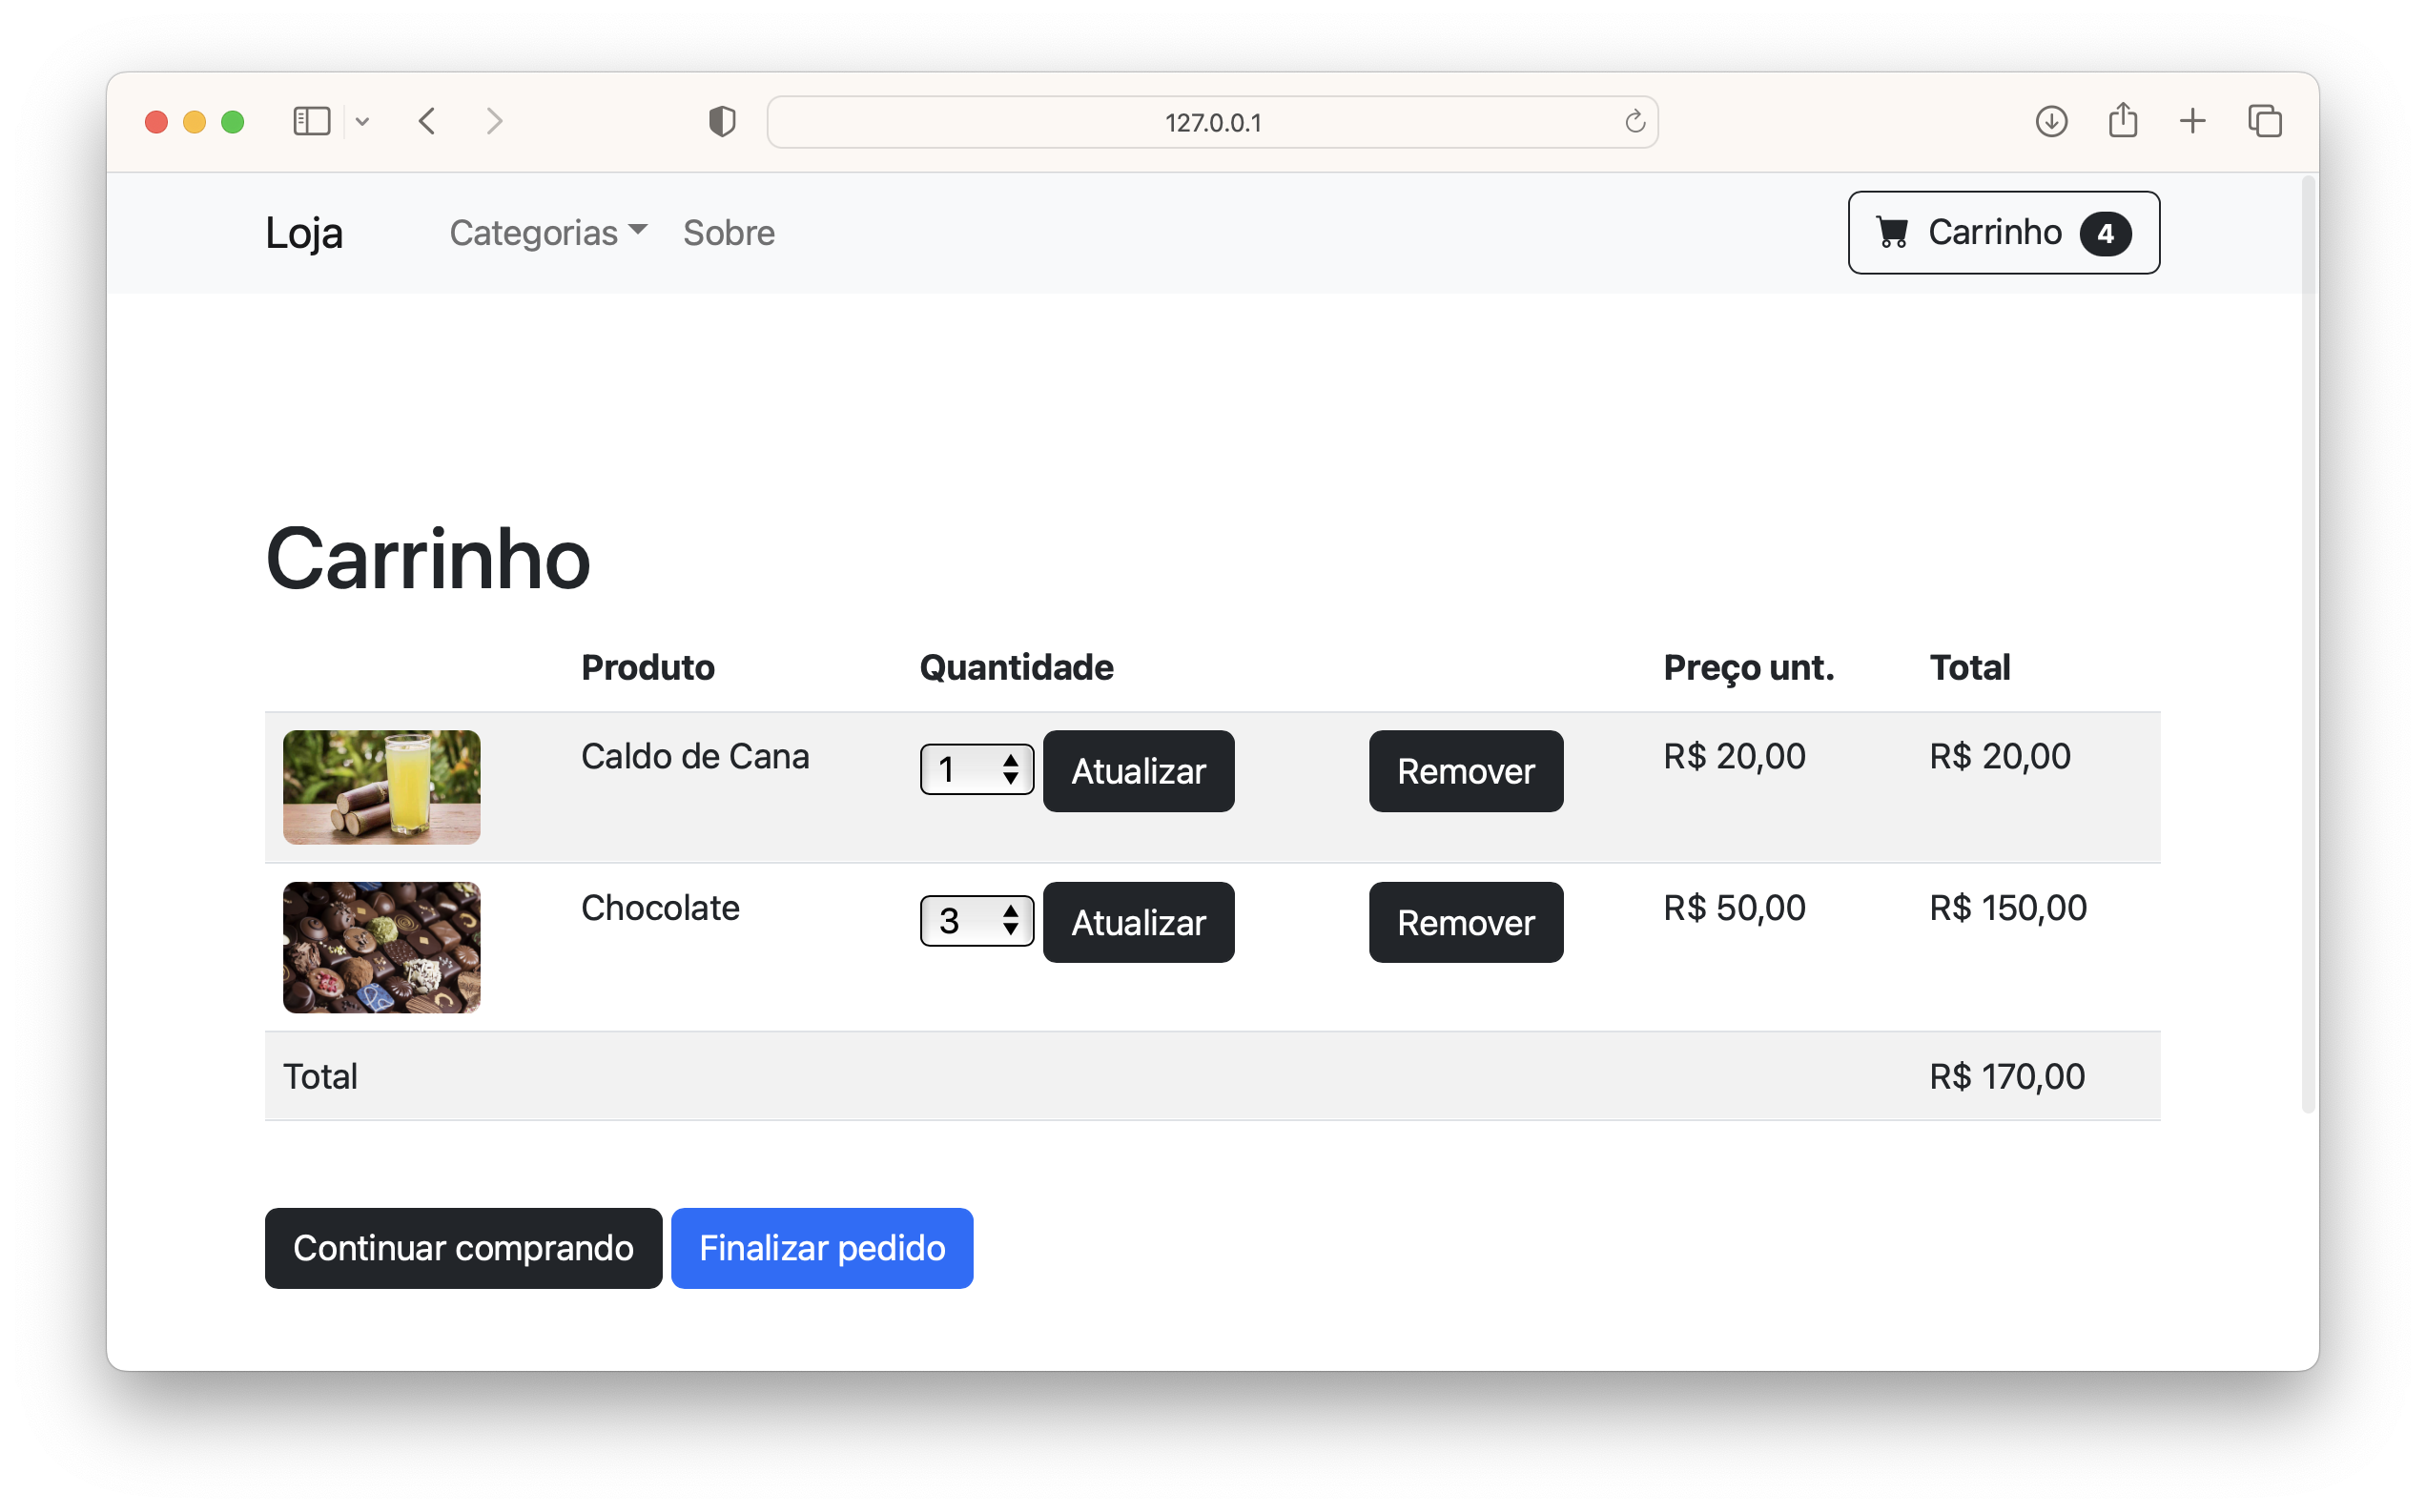 127.0.0.1
Loja Categorias Sobre Carrinho 4
Carrinho
Produto Quantidade Preço unt. Total
Caldo de Cana 1 Atualizar Remover R$ 20,00 R$ 20,00
Chocolate 3 Atualizar Remover R$ 50,00 R$ 150,00
Total R$ 170,00
Continuar comprando Finalizar pedido